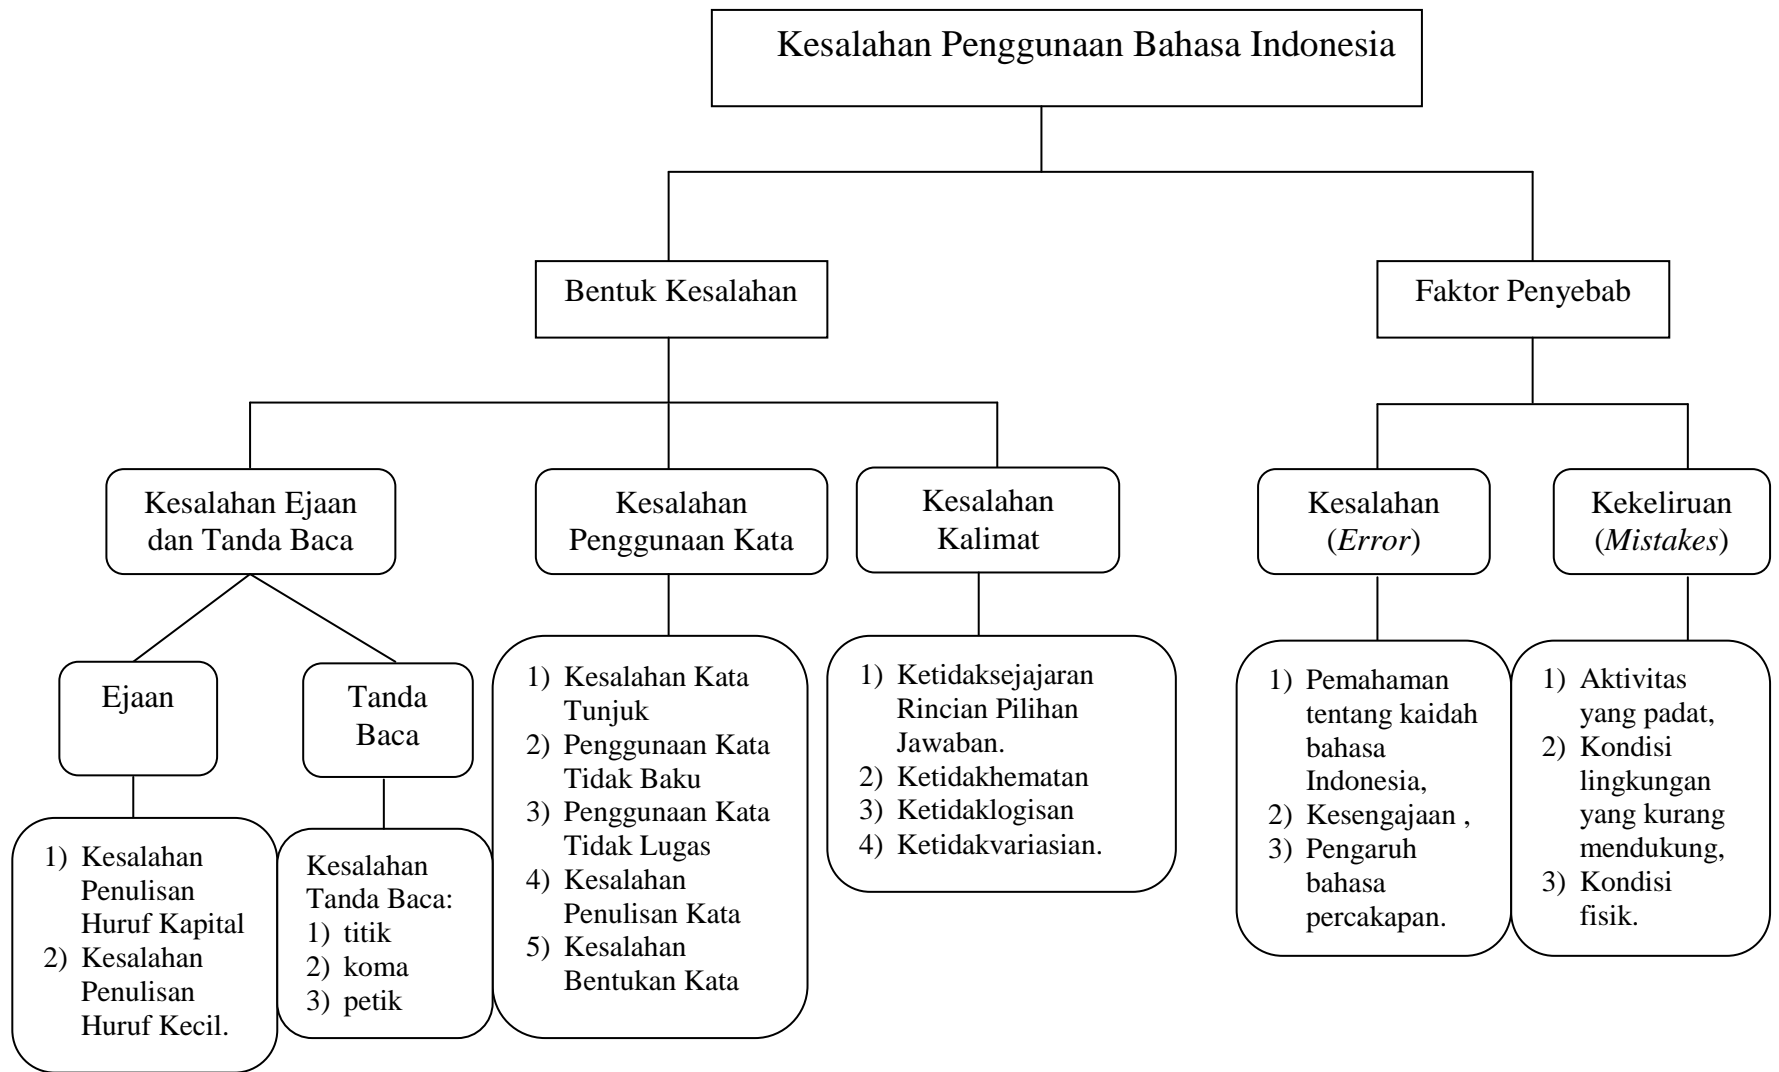 Kesalahan Penggunaan Bahasa Indonesia
Bentuk Kesalahan
Faktor Penyebab
Kesalahan Ejaan
dan Tanda Baca
Kesalahan
Penggunaan Kata
Kesalahan
Kalimat
Kesalahan
(Error)
Kekeliruan
(Mistakes)
Ejaan
Tanda
Baca
1) Kesalahan
Penulisan
Huruf Kapital
2) Kesalahan
Penulisan
Huruf Kecil.
Kesalahan
Tanda Baca:
1) titik
2) koma
3) petik
1) Kesalahan Kata
Tunjuk
2) Penggunaan Kata
Tidak Baku
3) Penggunaan Kata
Tidak Lugas
4) Kesalahan
Penulisan Kata
5) Kesalahan
Bentukan Kata
1) Ketidaksejajaran
Rincian Pilihan
Jawaban.
2) Ketidakhematan
3) Ketidaklogisan
4) Ketidakvariasian.
1) Pemahaman
tentang kaidah
bahasa
Indonesia,
2) Kesengajaan ,
3) Pengaruh
bahasa
percakapan.
1) Aktivitas
yang padat,
2) Kondisi
lingkungan
yang kurang
mendukung,
3) Kondisi
fisik.